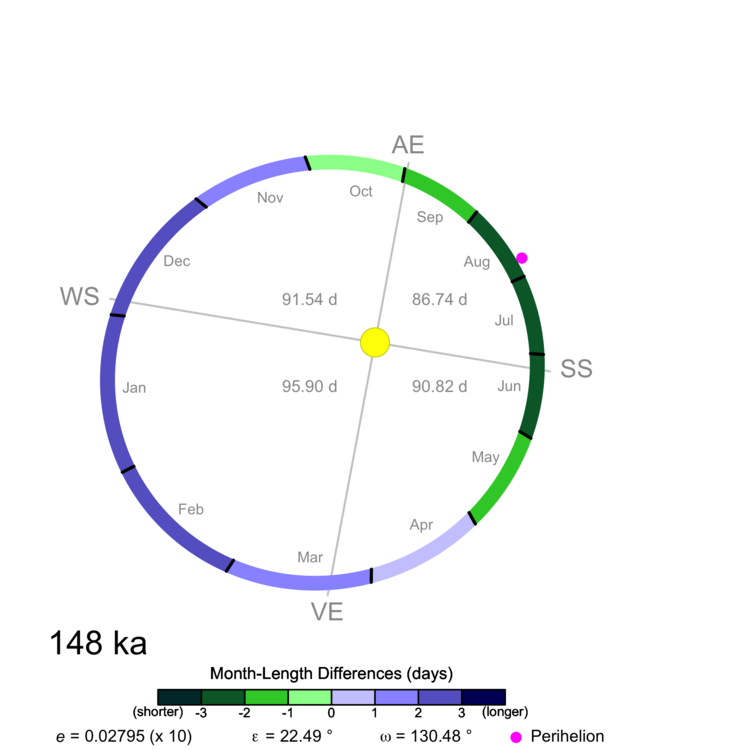 AE
Nov
Oct
Sep
Dec
Aug
WS
91.54 d
86.74 d
Jul
SS
Jan
95.90 d
90.82 d
Jun
May
Feb
Apr
Mar
VE
148 ka
Month-Length Differences (days)
(shorter) -3 -2 -1 0 1 2 3 (longer)
e = 0.02795 (x 10) ε = 22.49 ° ω = 130.48 ° Perihelion